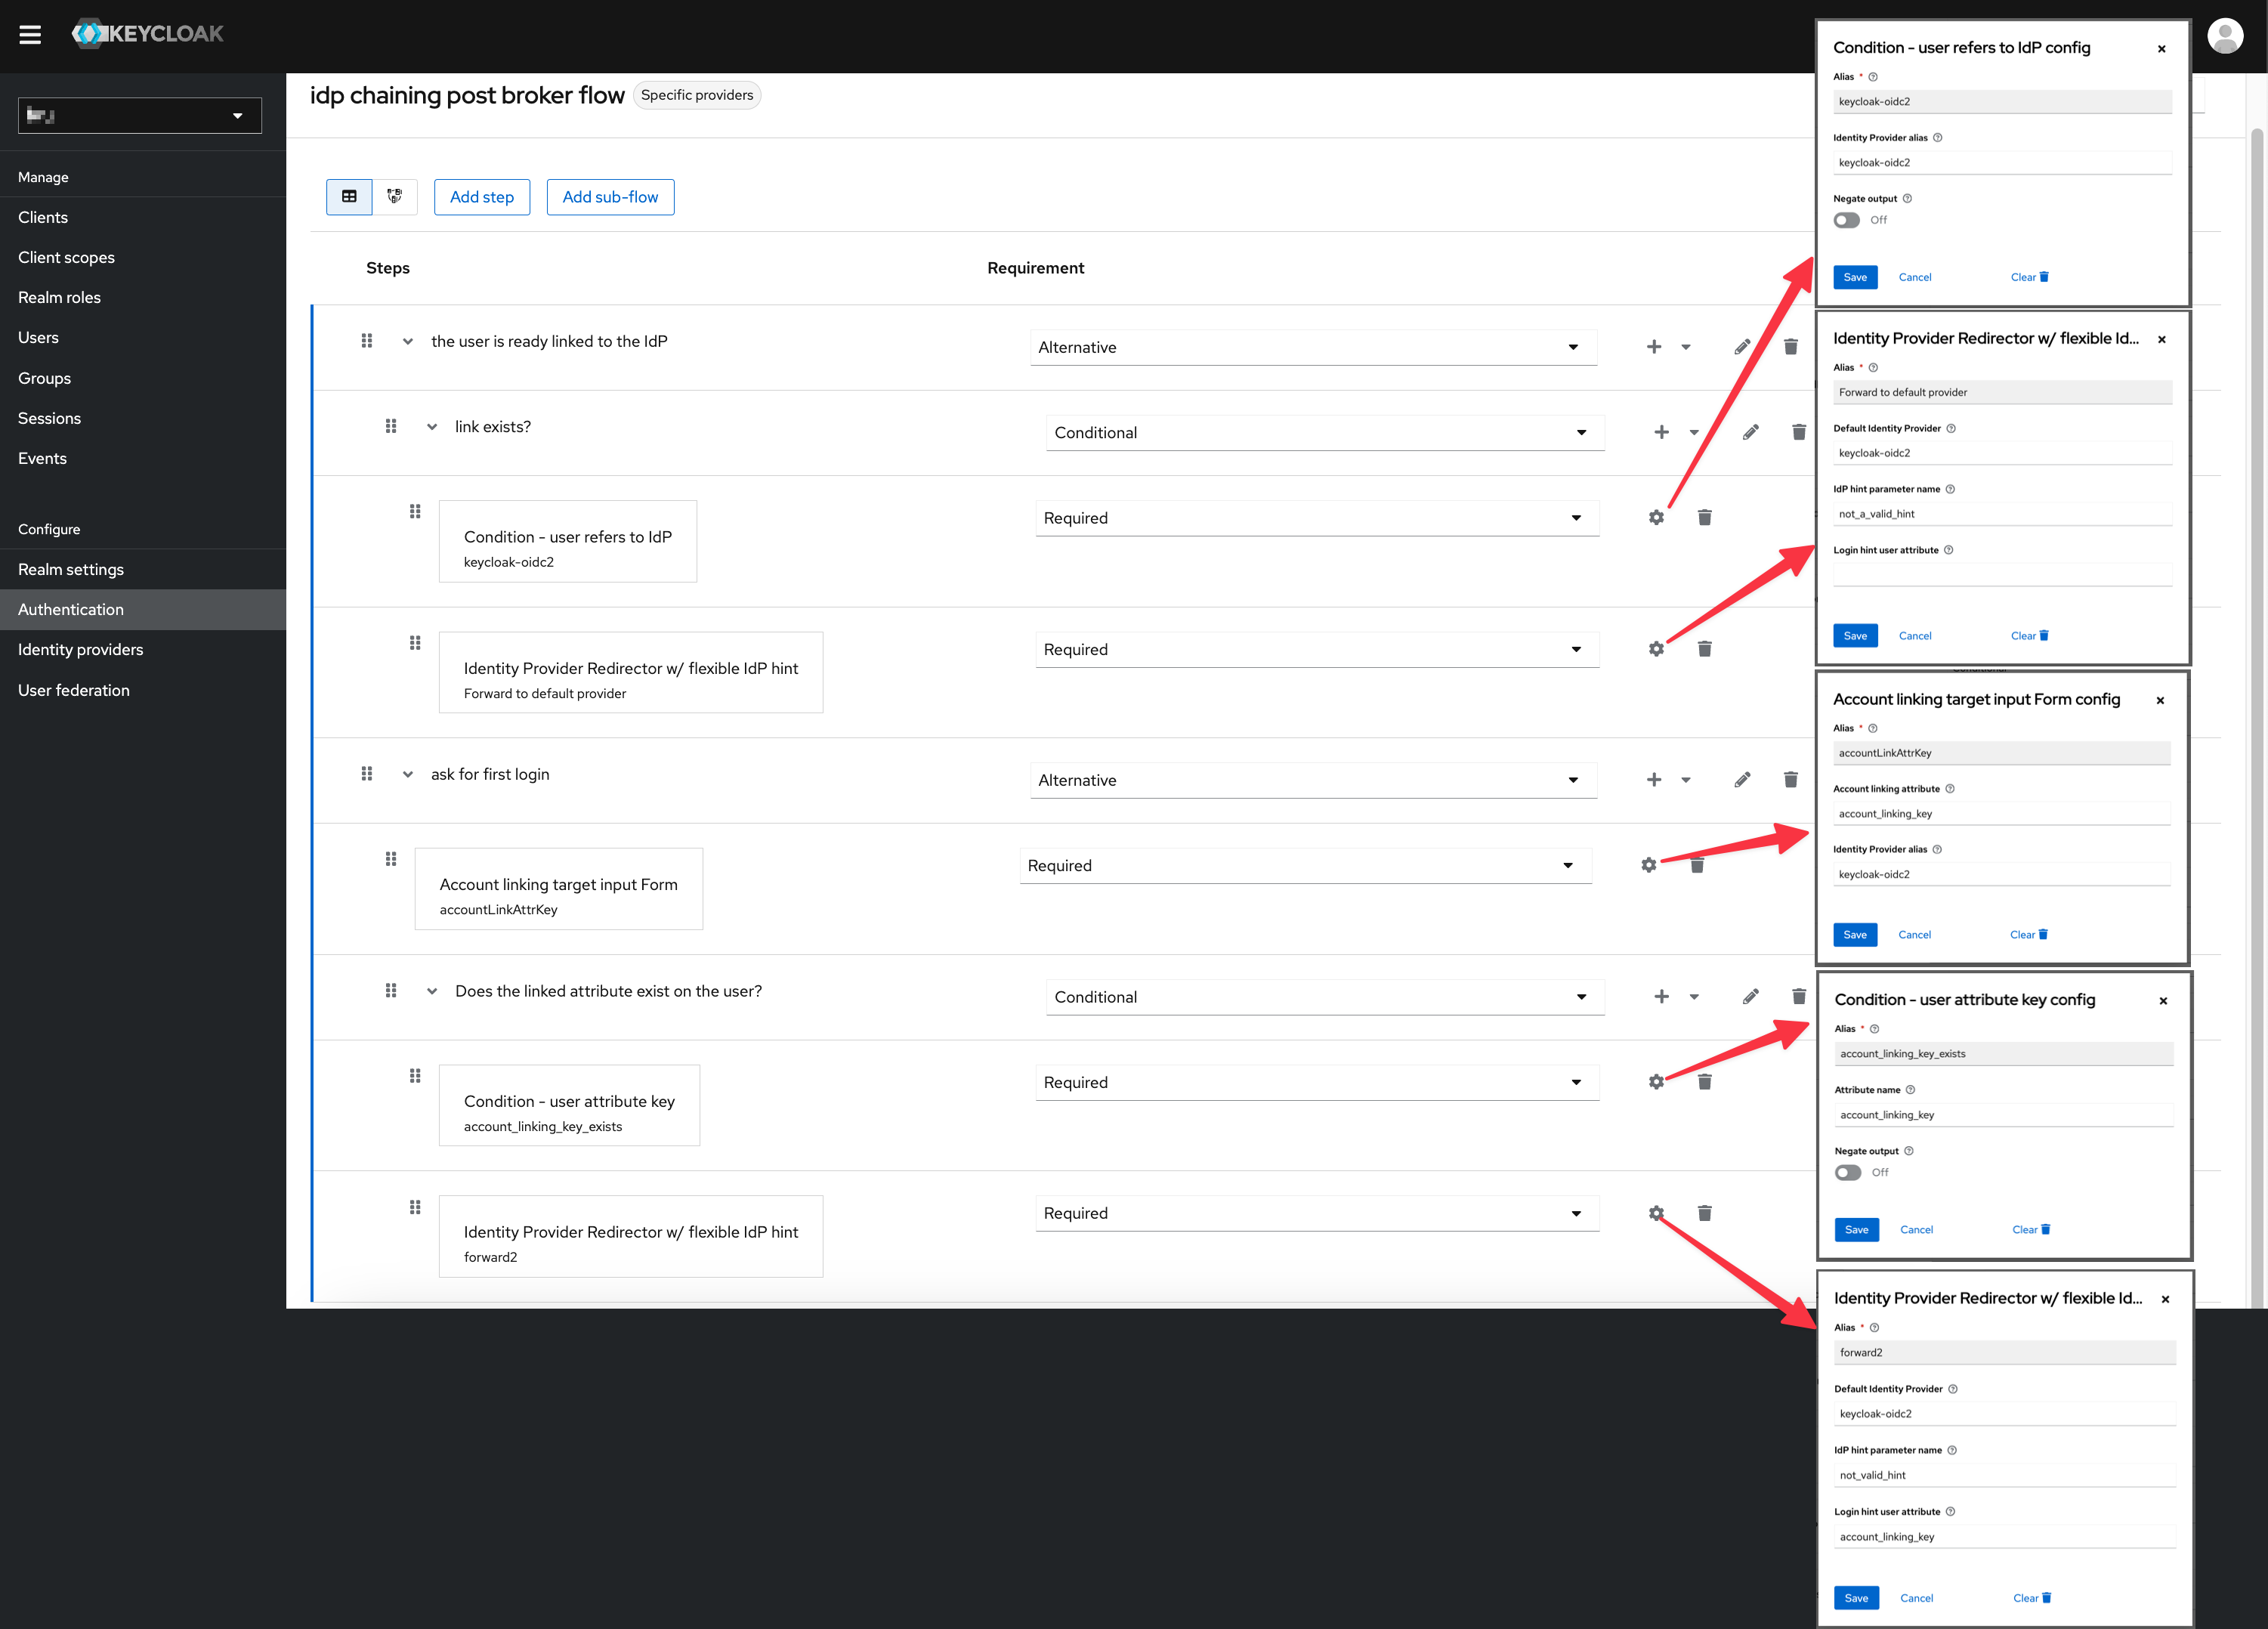 KEYCLOAK
Manage
Clients
Client scopes
Realm roles
Users
Groups
Sessions
Events
Configure
Realm settings
Authentication
Identity providers
User federation
idp chaining post broker flow
Specific providers
Add step
Add sub-flow
Steps
Requirement
the user is ready linked to the IdP
Alternative
link exists?
Conditional
Condition - user refers to IdP
keycloak-oidc2
Required
Identity Provider Redirector w/ flexible IdP hint
Forward to default provider
Required
ask for first login
Alternative
Account linking target input Form
accountLinkAttrKey
Required
Does the linked attribute exist on the user?
Conditional
Condition - user attribute key
account_linking_key_exists
Required
Identity Provider Redirector w/ flexible IdP hint
forward2
Required
Condition - user refers to IdP config
Alias *
keycloak-oidc2
Identity Provider alias
keycloak-oidc2
Negate output
Off
Save
Cancel
Clear
Identity Provider Redirector w/ flexible Id...
Alias *
Forward to default provider
Default Identity Provider
keycloak-oidc2
IdP hint parameter name
not_a_valid_hint
Login hint user attribute
Save
Cancel
Clear
Account linking target input Form config
Alias *
accountLinkAttrKey
Account linking attribute
account_linking_key
Identity Provider alias
keycloak-oidc2
Save
Cancel
Clear
Condition - user attribute key config
Alias *
account_linking_key_exists
Attribute name
account_linking_key
Negate output
Off
Save
Cancel
Clear
Identity Provider Redirector w/ flexible Id...
Alias *
forward2
Default Identity Provider
keycloak-oidc2
IdP hint parameter name
not_valid_hint
Login hint user attribute
account_linking_key
Save
Cancel
Clear